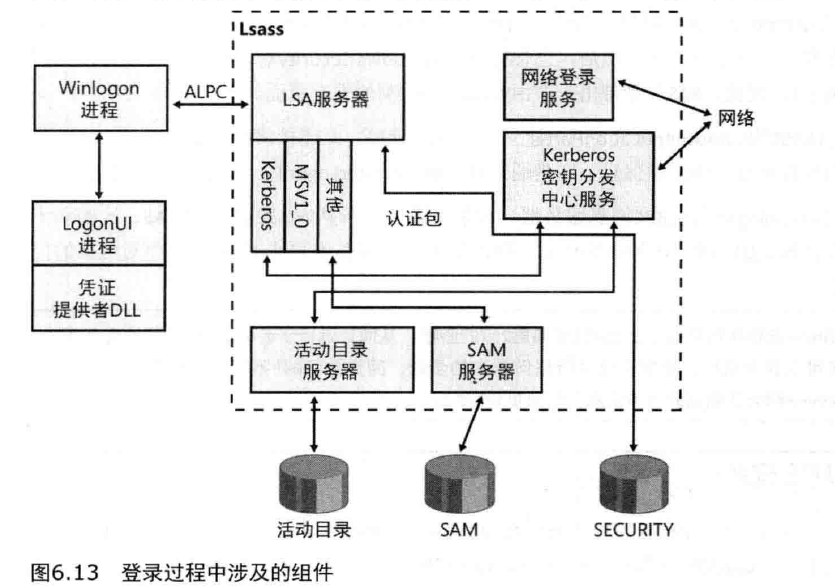 Lsass
Winlogon
进程
ALPC
LSA服务器
网络登录
服务
网络
Kerberos
MSV1_0
其他
Kerberos
密钥分发
中心服务
认证包
LogonUI
进程
凭证
提供者DLL
活动目录
服务器
SAM
服务器
活动目录
SAM
SECURITY
图6.13 登录过程中涉及的组件